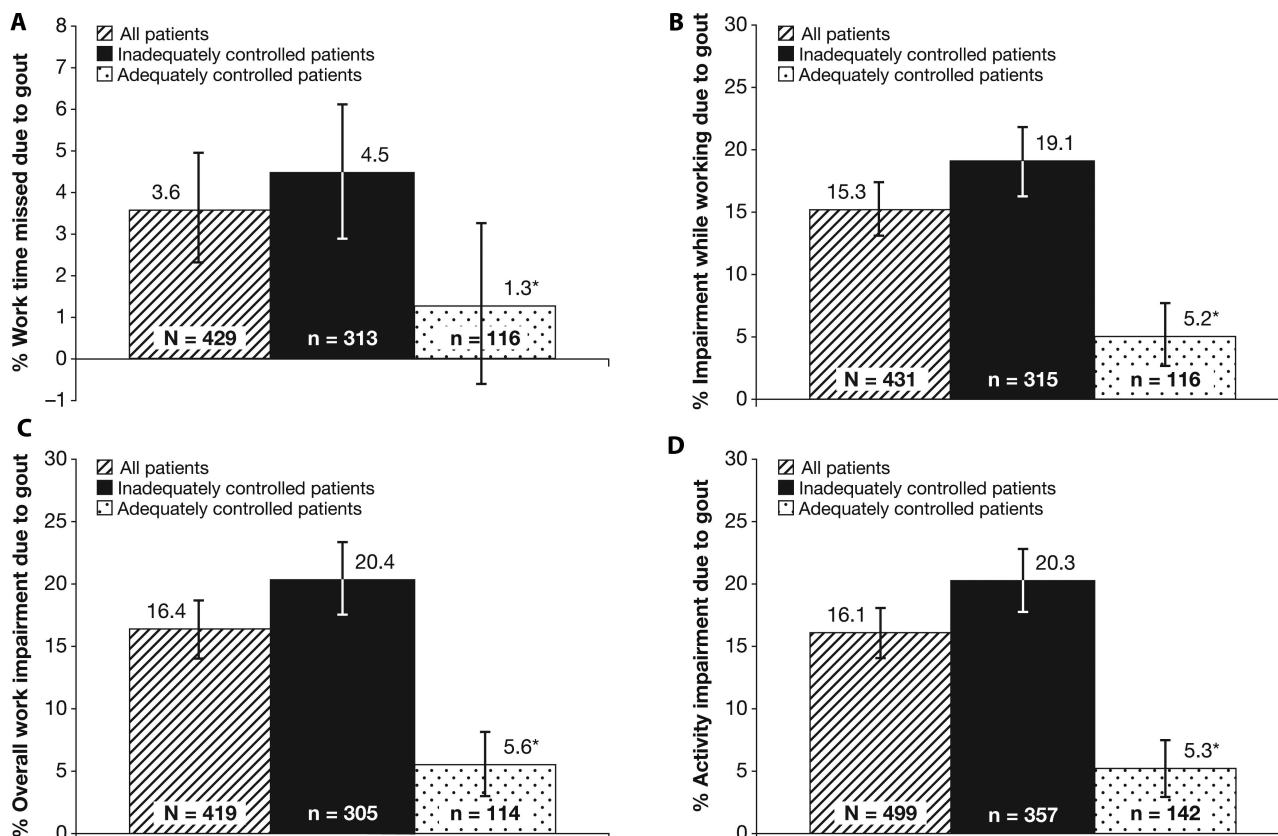 A
% Work time missed due to gout
8
7
6
5
4
3
2
1
0
–1
All patients
Inadequately controlled patients
Adequately controlled patients
3.6
4.5
1.3*
N = 429
n = 313
n = 116
B
% Impairment while working due to gout
30
25
20
15
10
5
0
All patients
Inadequately controlled patients
Adequately controlled patients
15.3
19.1
5.2*
N = 431
n = 315
n = 116
C
% Overall work impairment due to gout
30
25
20
15
10
5
0
All patients
Inadequately controlled patients
Adequately controlled patients
16.4
20.4
5.6*
N = 419
n = 305
n = 114
D
% Activity impairment due to gout
30
25
20
15
10
5
0
All patients
Inadequately controlled patients
Adequately controlled patients
16.1
20.3
5.3*
N = 499
n = 357
n = 142